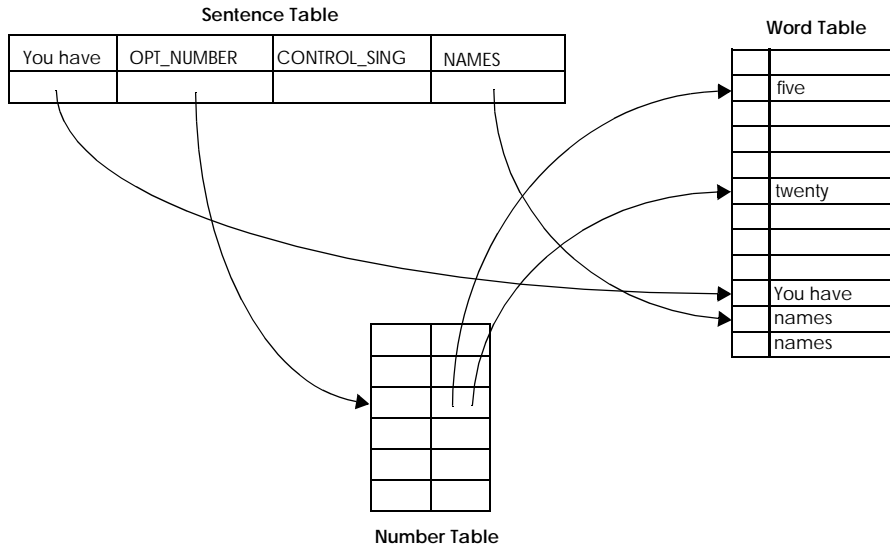 Sentence Table
You have OPT_NUMBER CONTROL_SING NAMES
Word Table
five
twenty
You have
names
names
Number Table